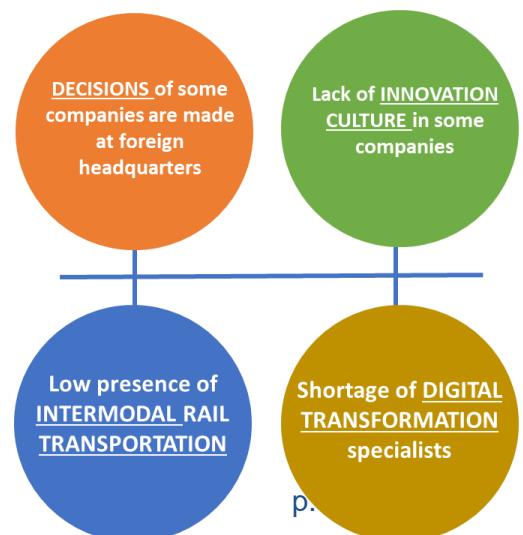 DECISIONS of some
companies are made
at foreign
headquarters
Lack of INNOVATION
CULTURE in some
companies
Low presence of
INTERMODAL RAIL
TRANSPORTATION
Shortage of DIGITAL
TRANSFORMATION
specialists
p.